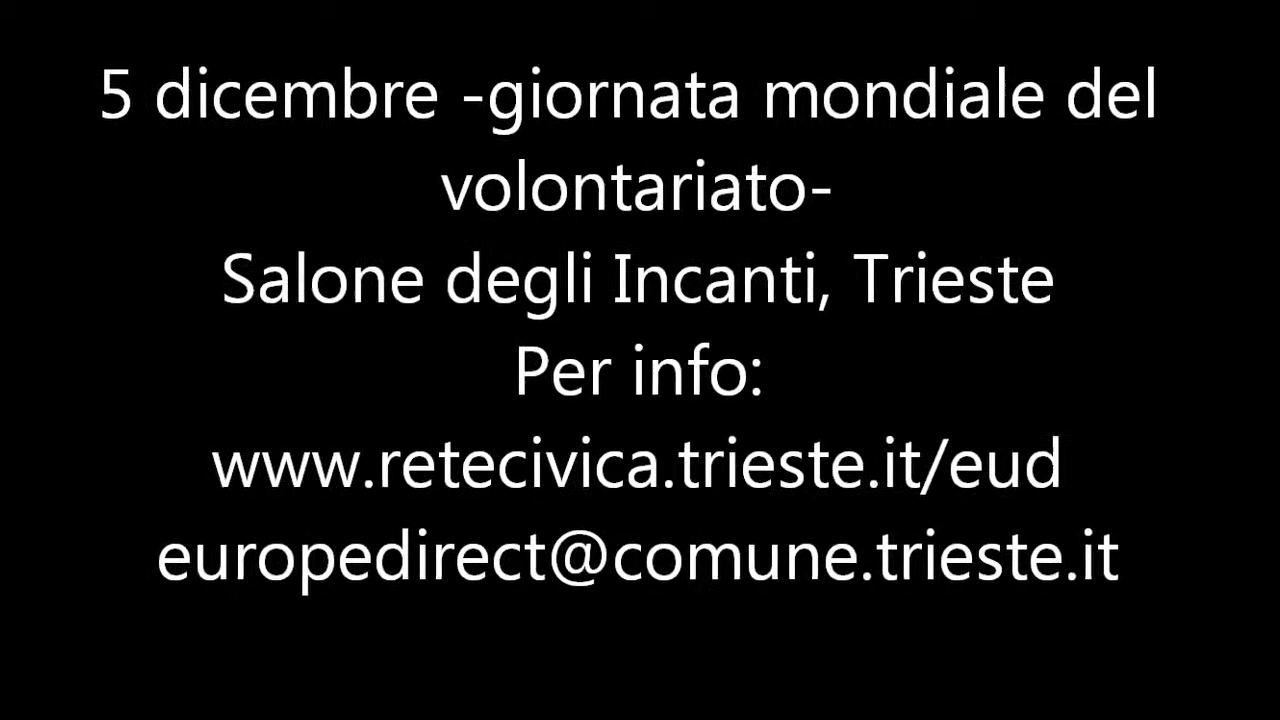 5 dicembre -giornata mondiale del
volontariato-
Salone degli Incanti, Trieste
Per info:
www.retecivica.trieste.it/eud
europedirect@comune.trieste.it